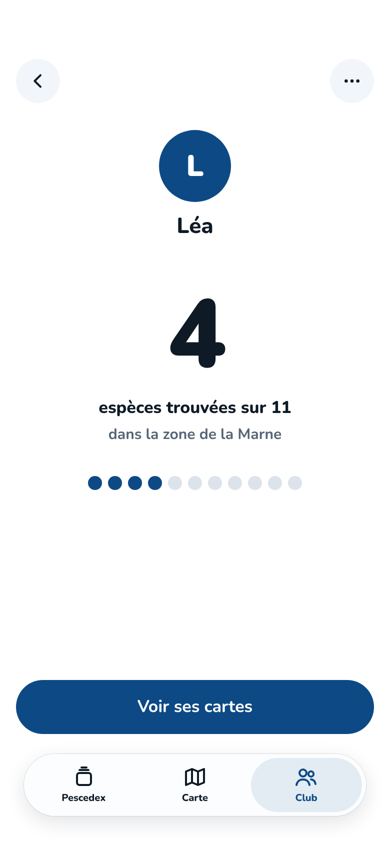 L
Léa
4
espèces trouvées sur 11
dans la zone de la Marne
Voir ses cartes
Pescedex
Carte
Club